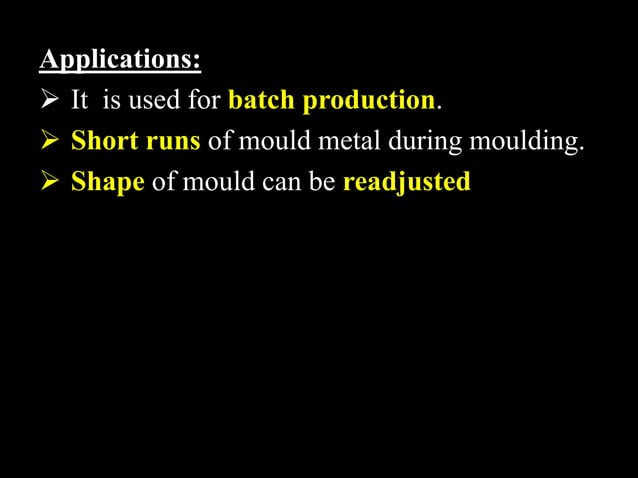 Applications:
➢ It is used for batch production.
➢ Short runs of mould metal during moulding.
➢ Shape of mould can be readjusted